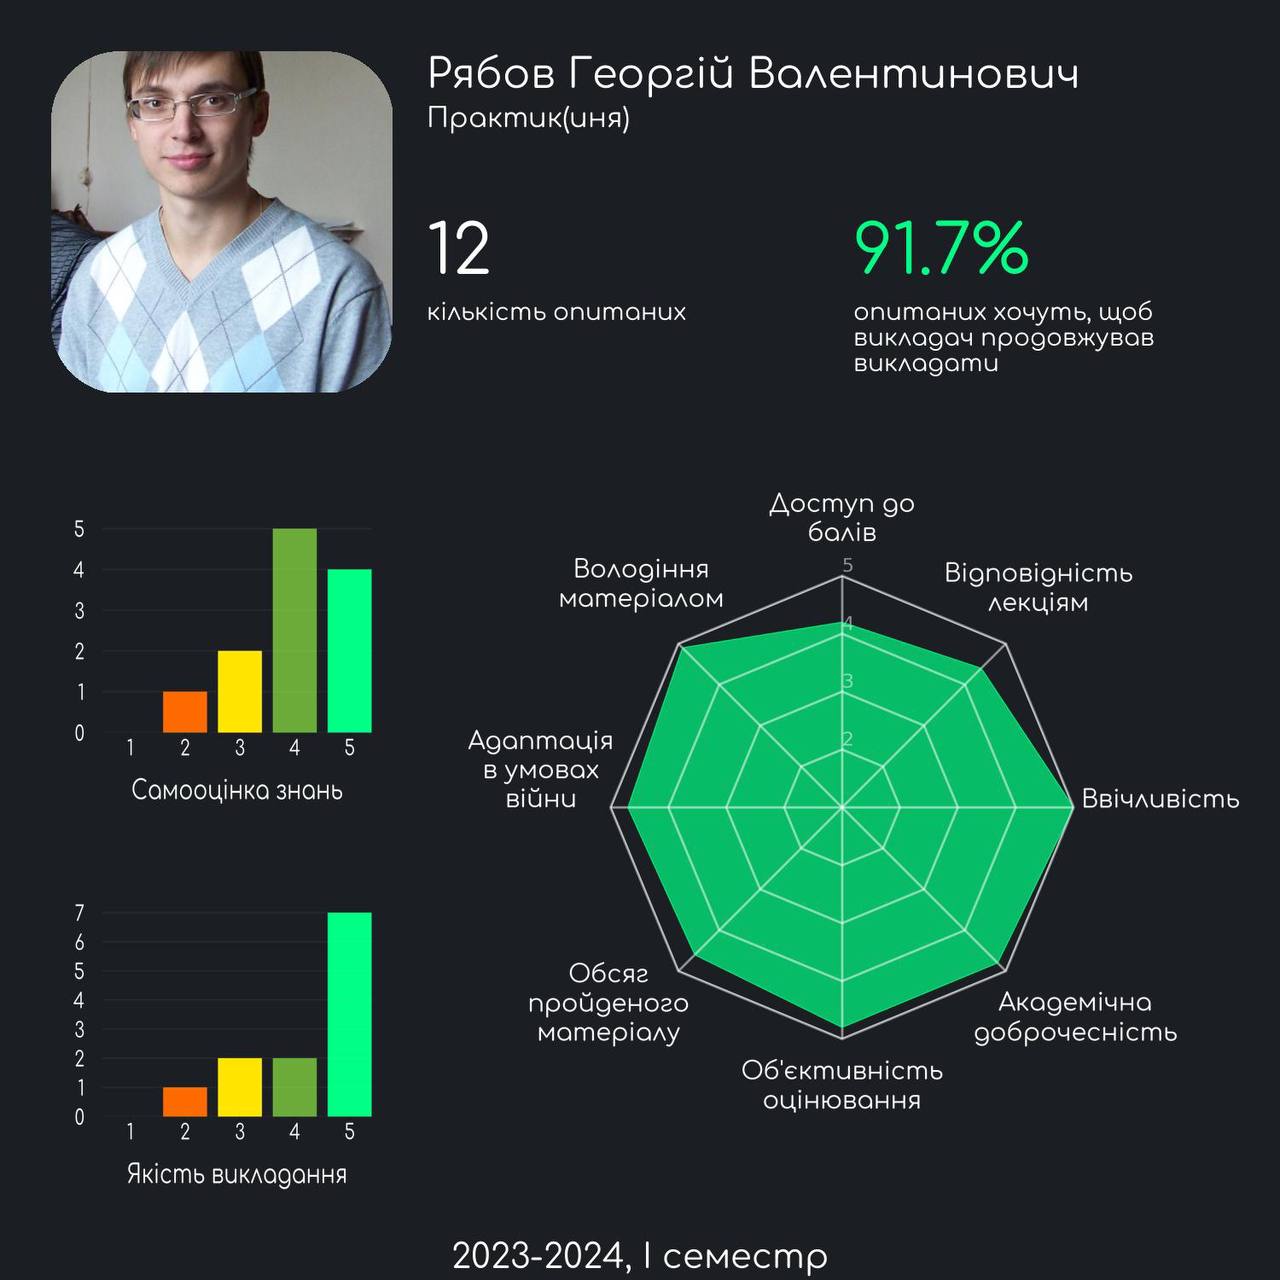 Рябов Георгій Валентинович
Практик(иня)
12
кількість опитаних
91.7%
опитаних хочуть, щоб
викладач продовжував
викладати
5
4
3
2
1
0
1 2 3 4 5
Самооцінка знань
7
6
5
4
3
2
1
0
1 2 3 4 5
Якість викладання
Доступ до
балів
Відповідність
лекціям
Ввічливість
Академічна
доброчесність
Об'єктивність
оцінювання
Обсяг
пройденого
матеріалу
Адаптація
в умовах
війни
Володіння
матеріалом
5
4
3
2
2023-2024, І семестр